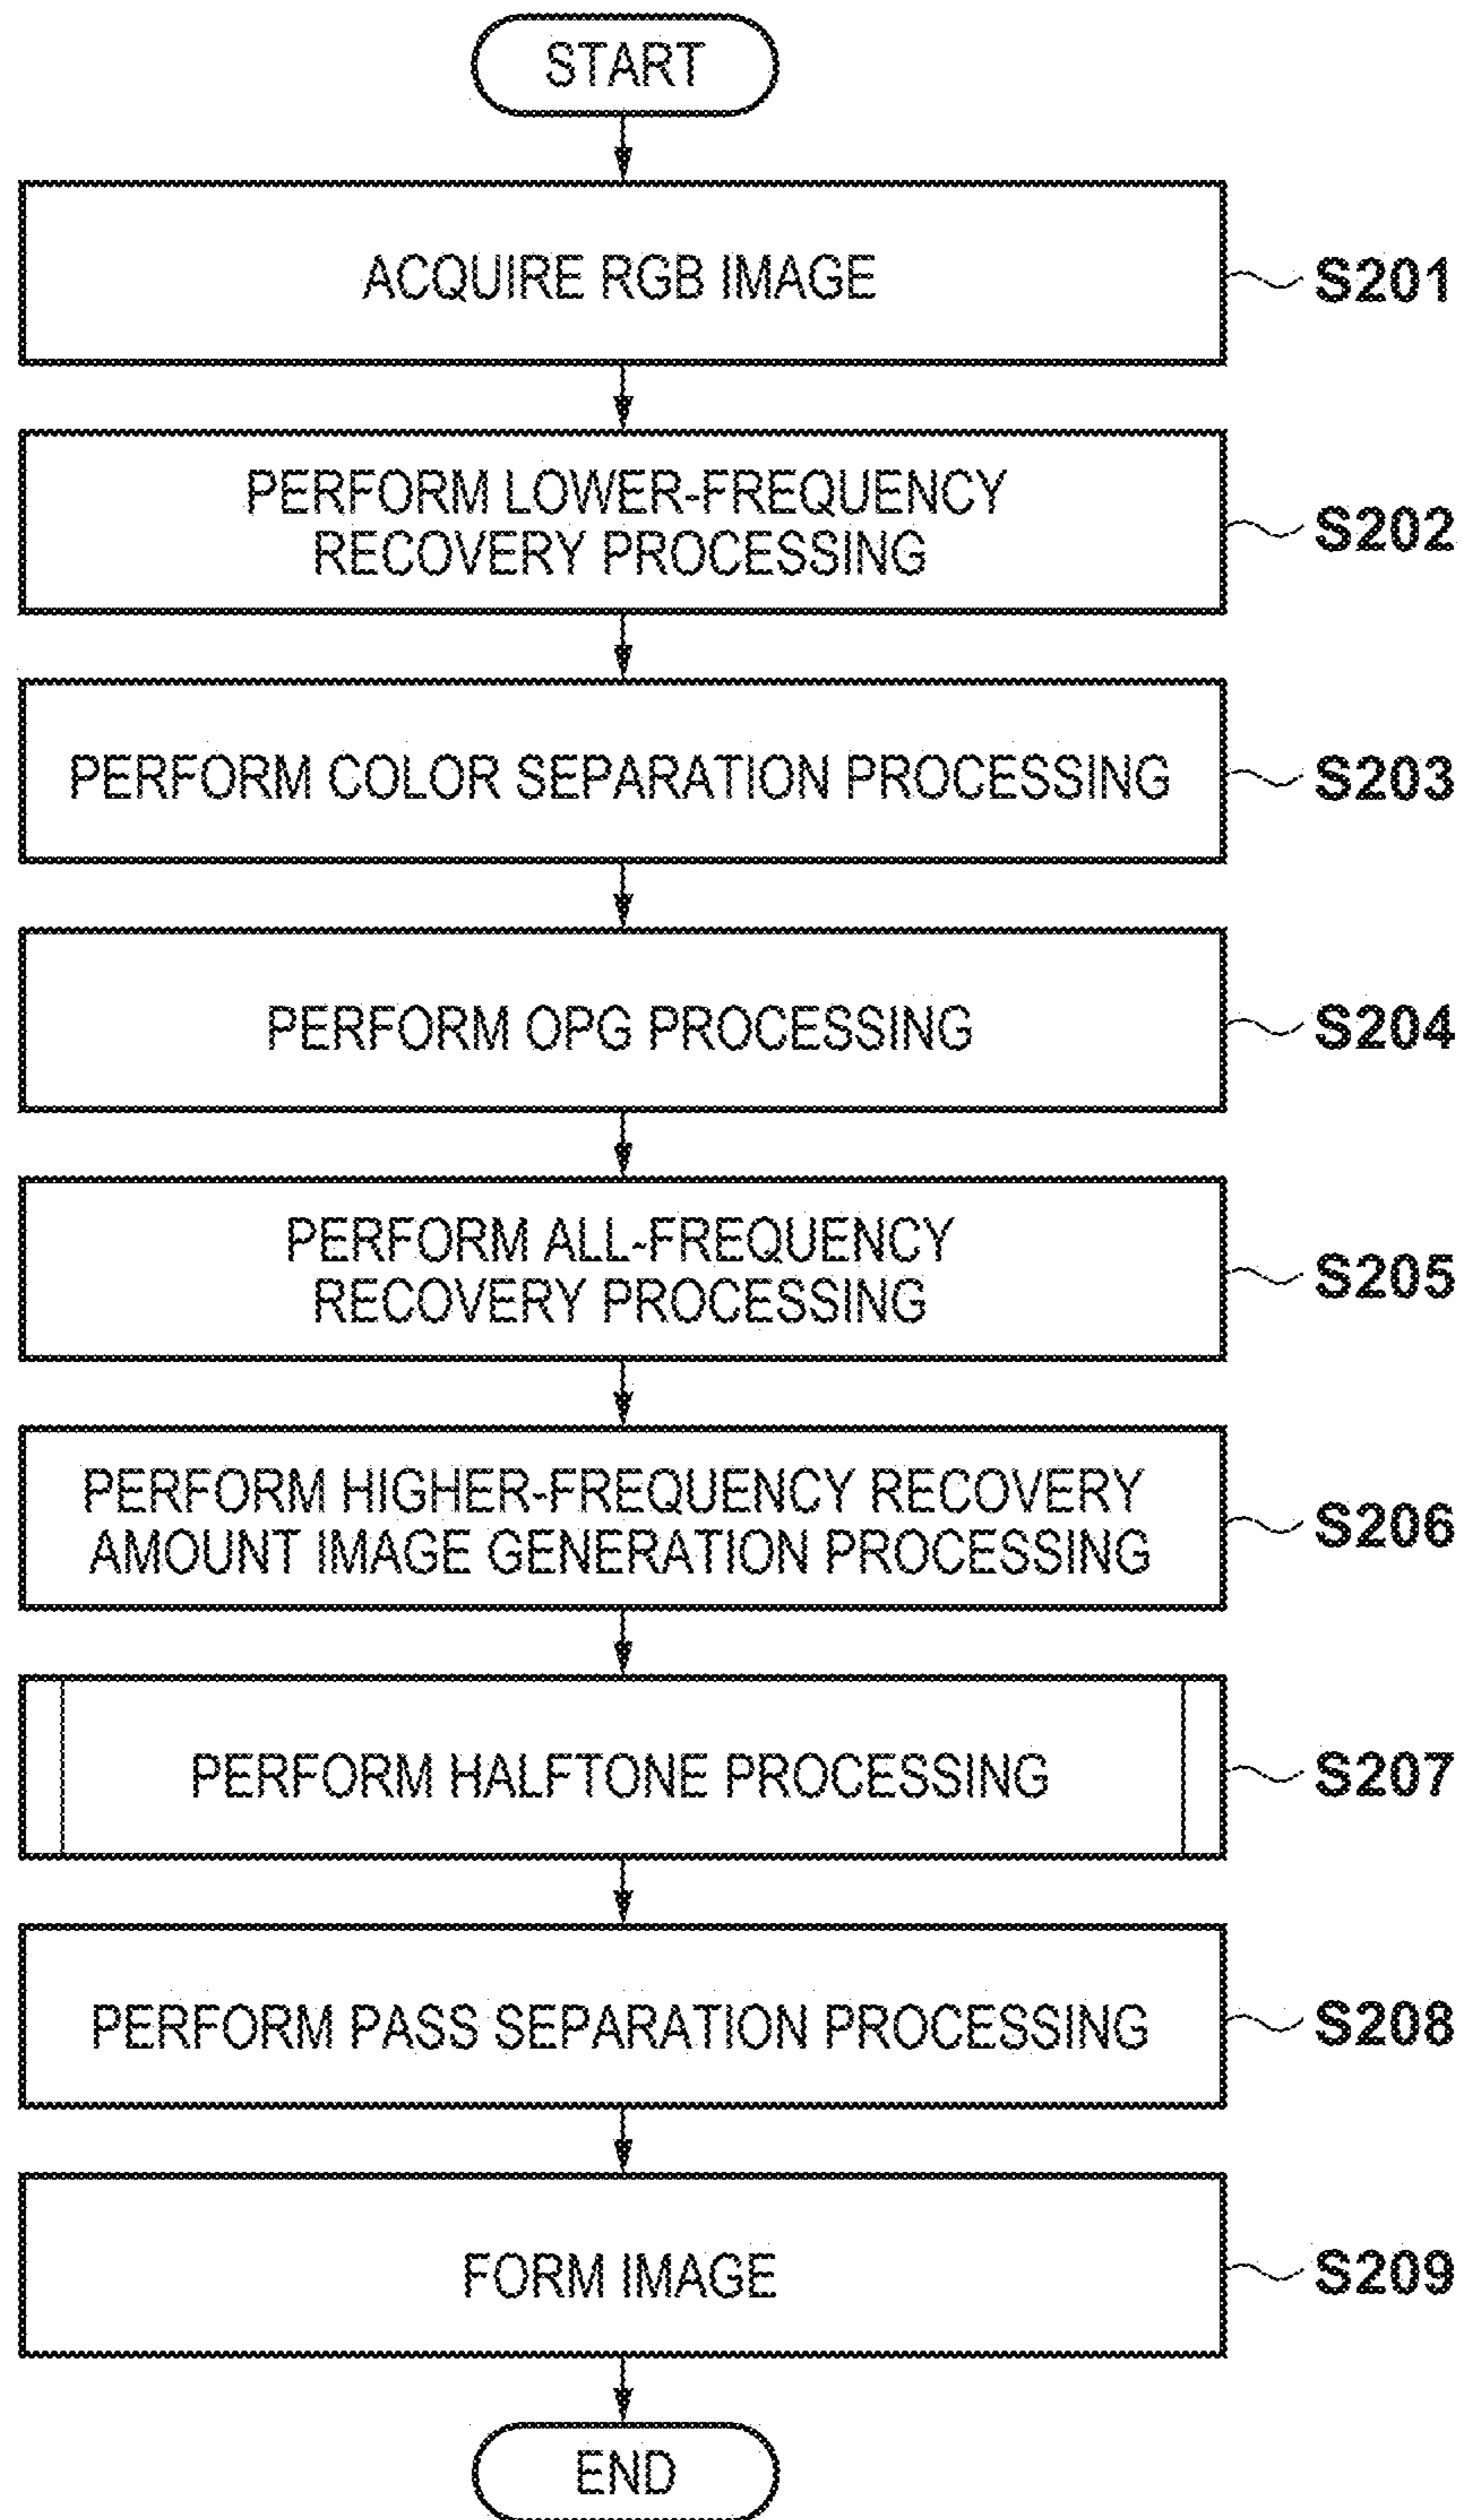 START
ACQUIRE RGB IMAGE
S201
PERFORM LOWER-FREQUENCY
RECOVERY PROCESSING
S202
PERFORM COLOR SEPARATION PROCESSING
S203
PERFORM OPG PROCESSING
S204
PERFORM ALL-FREQUENCY
RECOVERY PROCESSING
S205
PERFORM HIGHER-FREQUENCY RECOVERY
AMOUNT IMAGE GENERATION PROCESSING
S206
PERFORM HALFTONE PROCESSING
S207
PERFORM PASS SEPARATION PROCESSING
S208
FORM IMAGE
S209
END